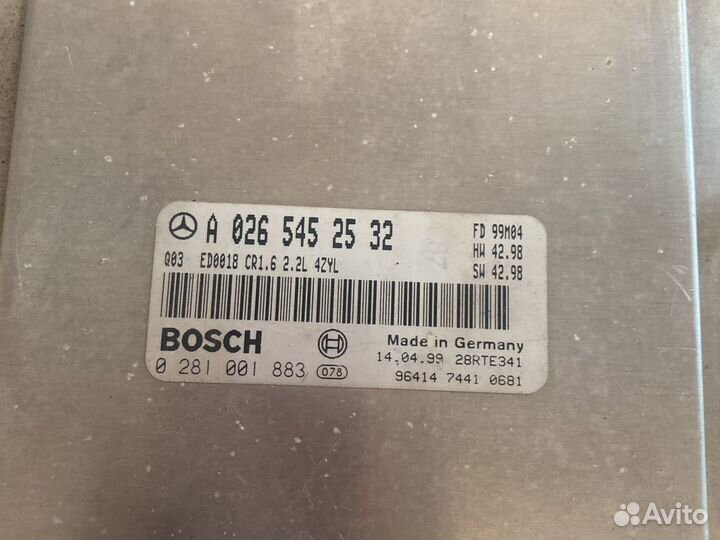 A 026 545 25 32
FD 99M04
HW 42.98
SW 42.98
Q03 ED0018 CR1.6 2.2L 4ZYL
BOSCH
Made in Germany
14.04.99 28RTE341
0 281 001 883 078
96414 7441 0681
Avito